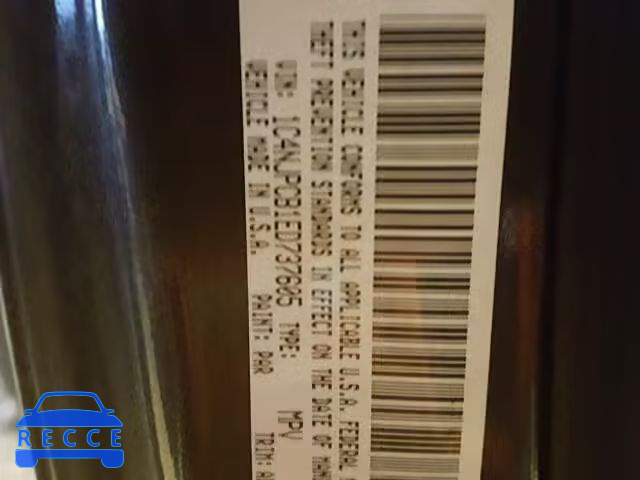 THIS VEHICLE CONFORMS TO ALL APPLICABLE U.S.A. FEDERAL
THEFT PREVENTION STANDARDS IN EFFECT ON THE DATE OF
VIN: 1C4NJPCB1ED737605 TYPE: MPV
VEHICLE MADE IN U.S.A. PAINT: PAR TRIM:
RECCE